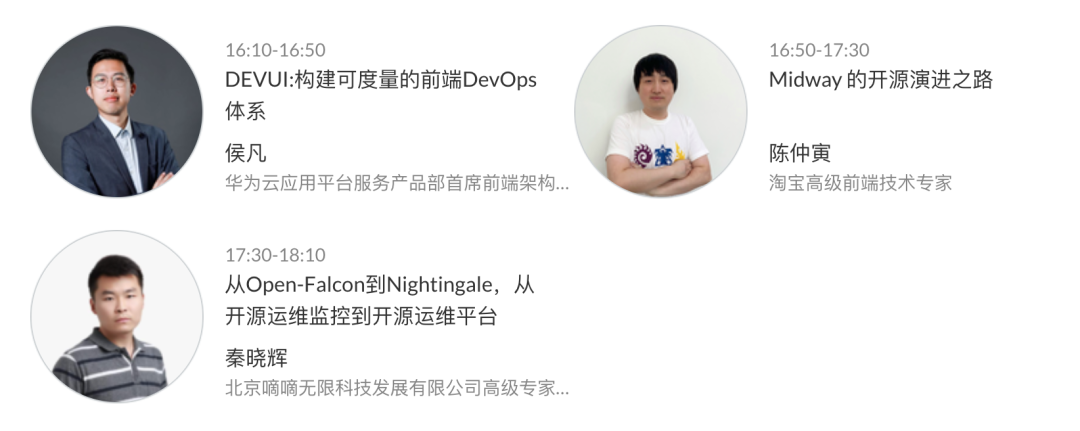 16:10-16:50
DEVUI:构建可度量的前端DevOps
体系
侯凡
华为云应用平台服务产品部首席前端架构...
16:50-17:30
Midway 的开源演进之路
陈仲寅
淘宝高级前端技术专家
17:30-18:10
从Open-Falcon到Nightingale，从
开源运维监控到开源运维平台
秦晓辉
北京嘀嘀无限科技发展有限公司高级专家...